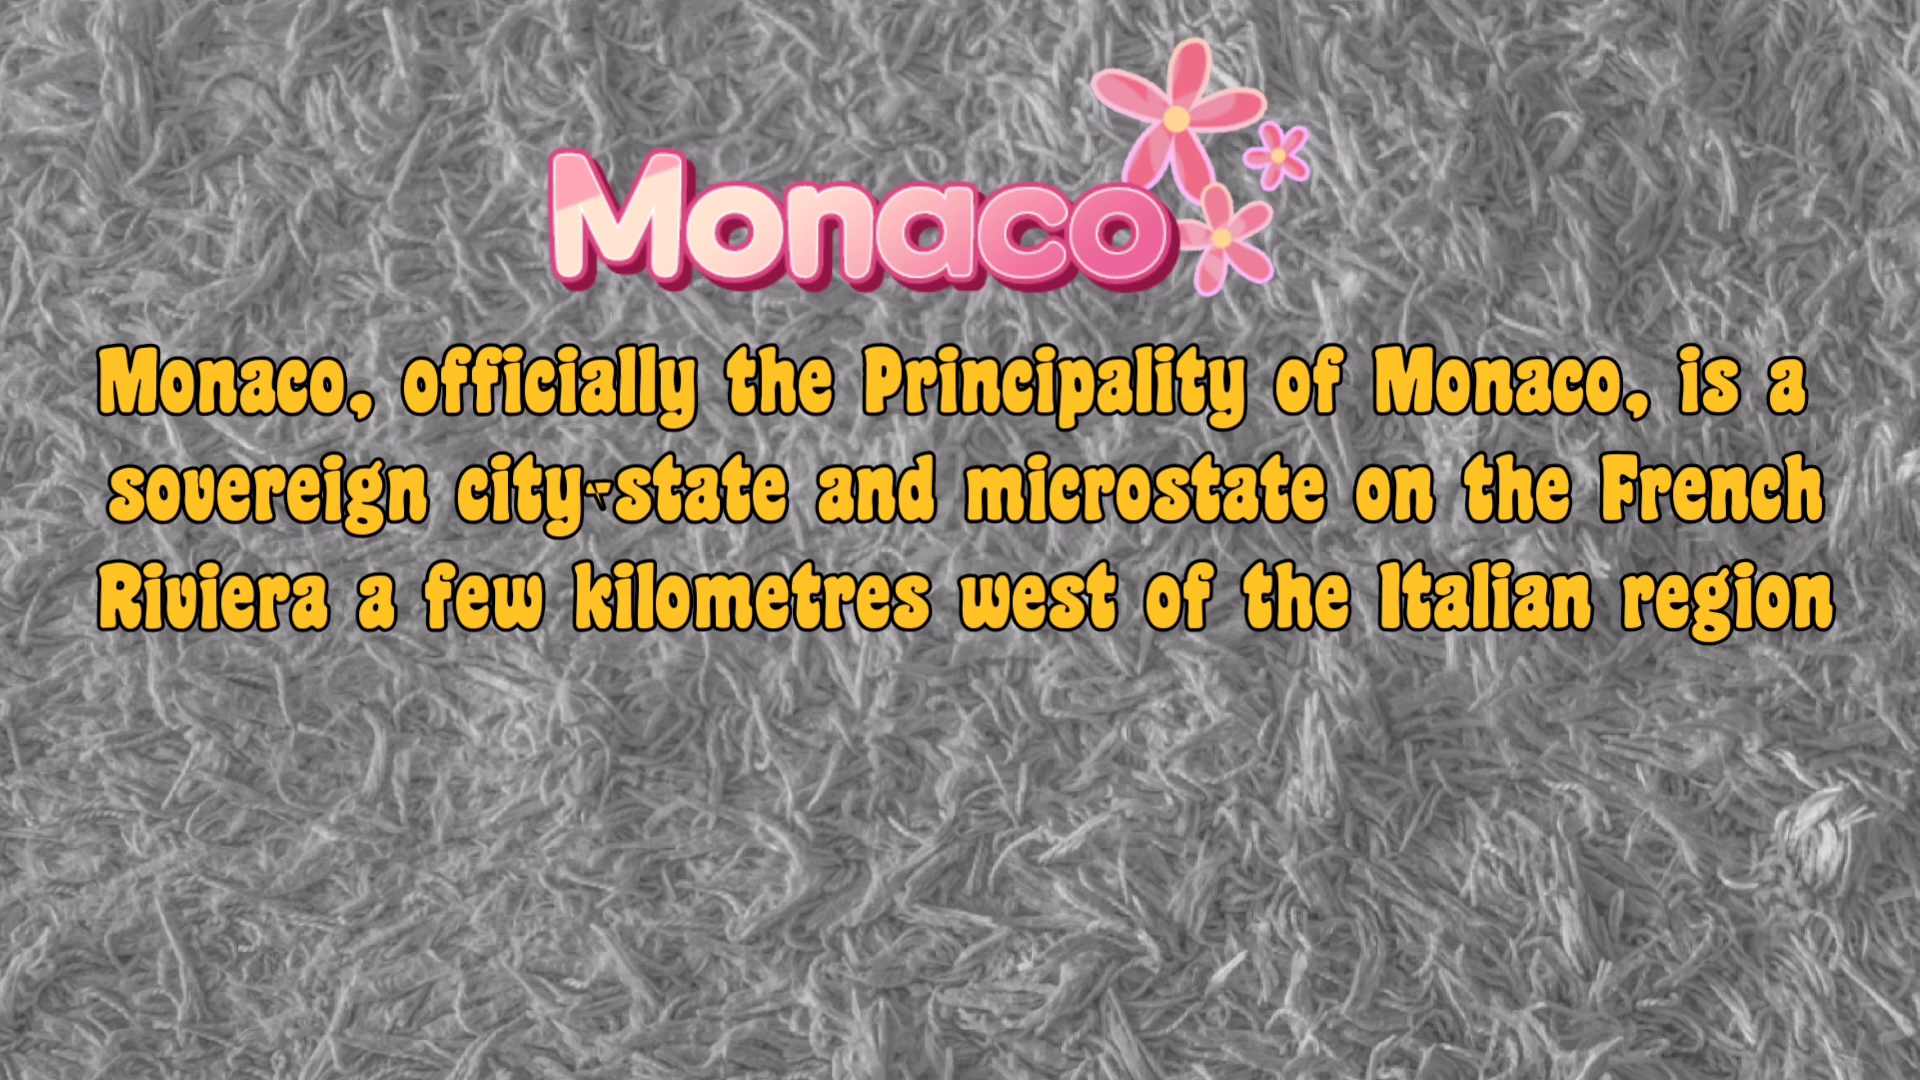 Monaco
Monaco, officially the Principality of Monaco, is a
sovereign city-state and microstate on the French
Riviera a few kilometres west of the Italian region